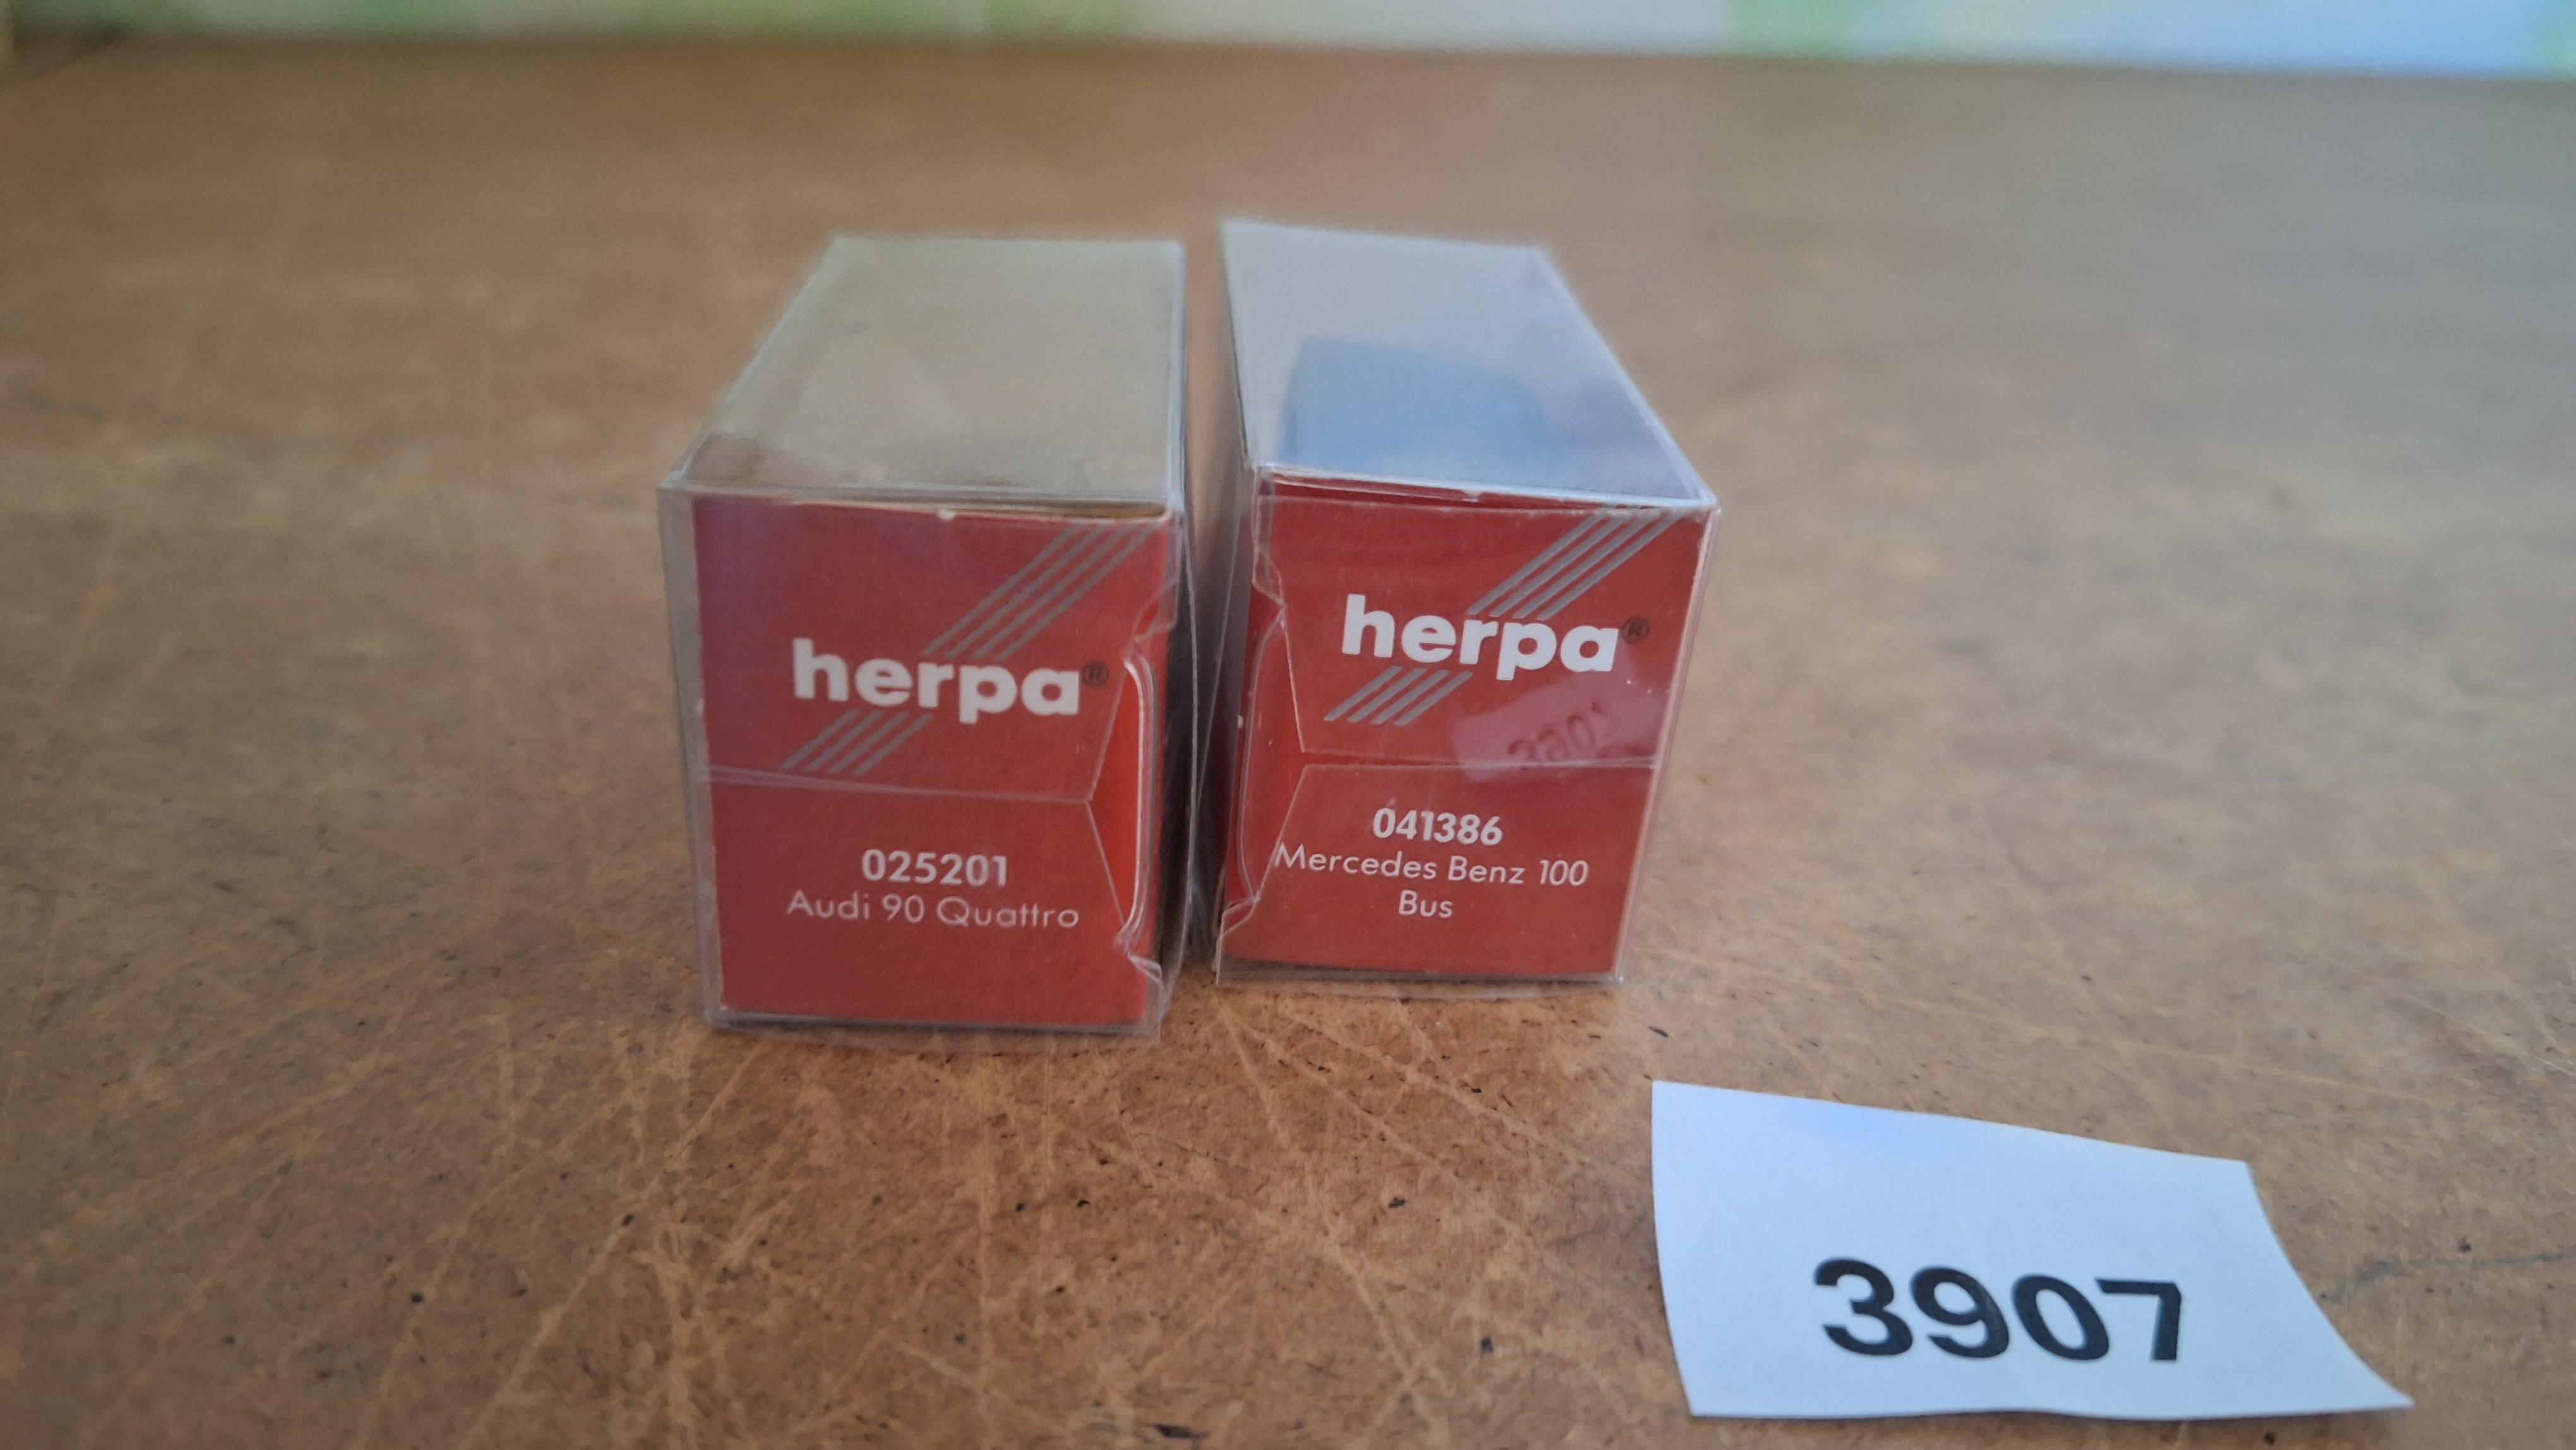 herpa®
025201
Audi 90 Quattro
herpa®
041386
Mercedes Benz 100
Bus
3907